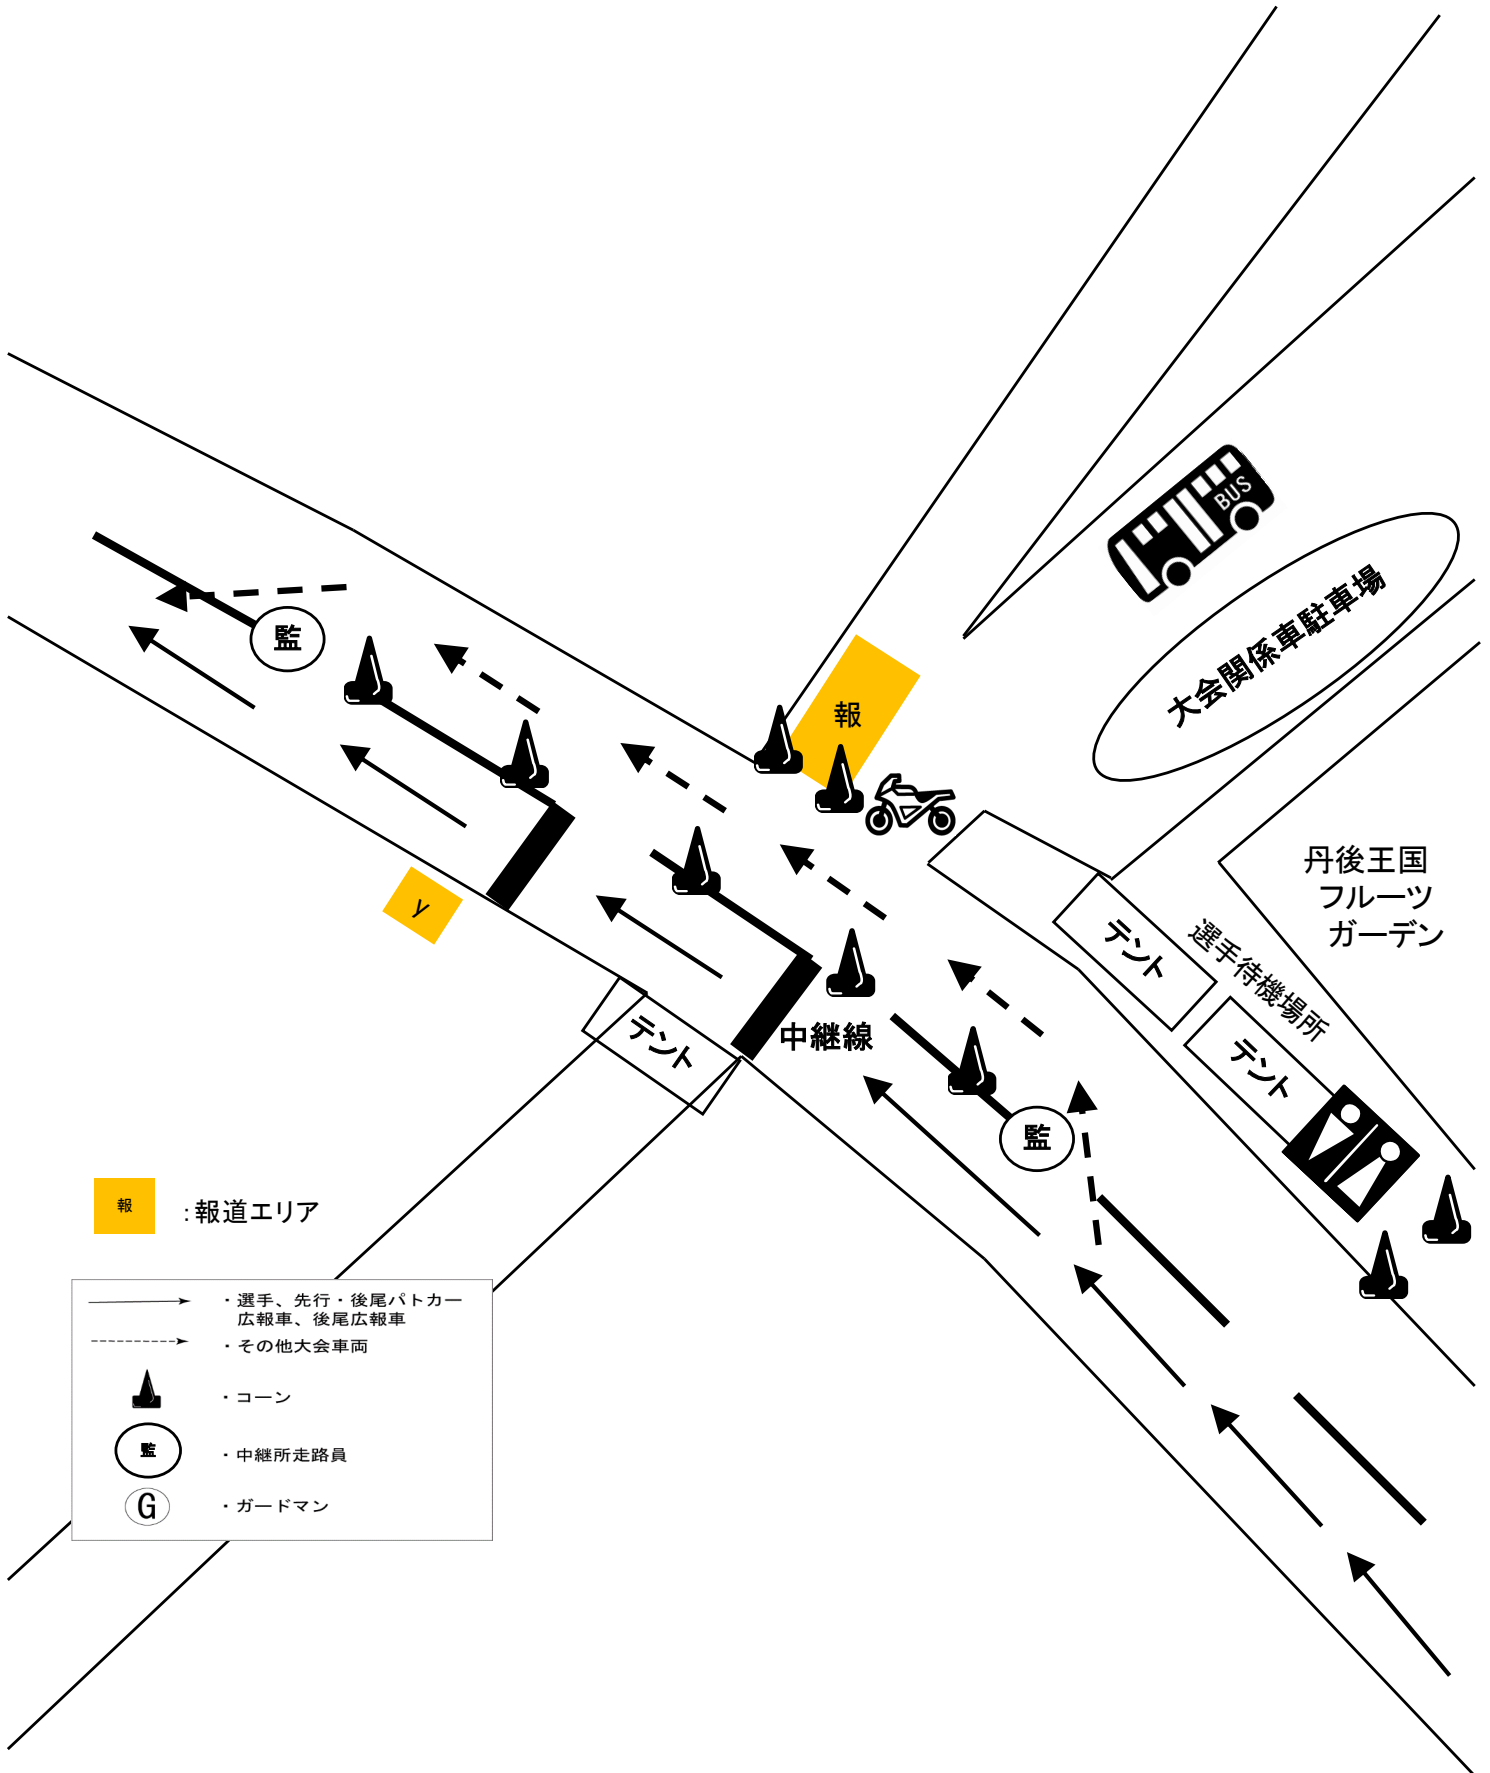 BUS
大会関係車駐車場
監
報
丹後王国
フルーツ
ガーデン
y
テント
選手待機場所
テント
テント
中継線
監
報
:報道エリア
・選手、先行・後尾パトカー
広報車、後尾広報車
・その他大会車両
・コーン
監
・中継所走路員
G
・ガードマン